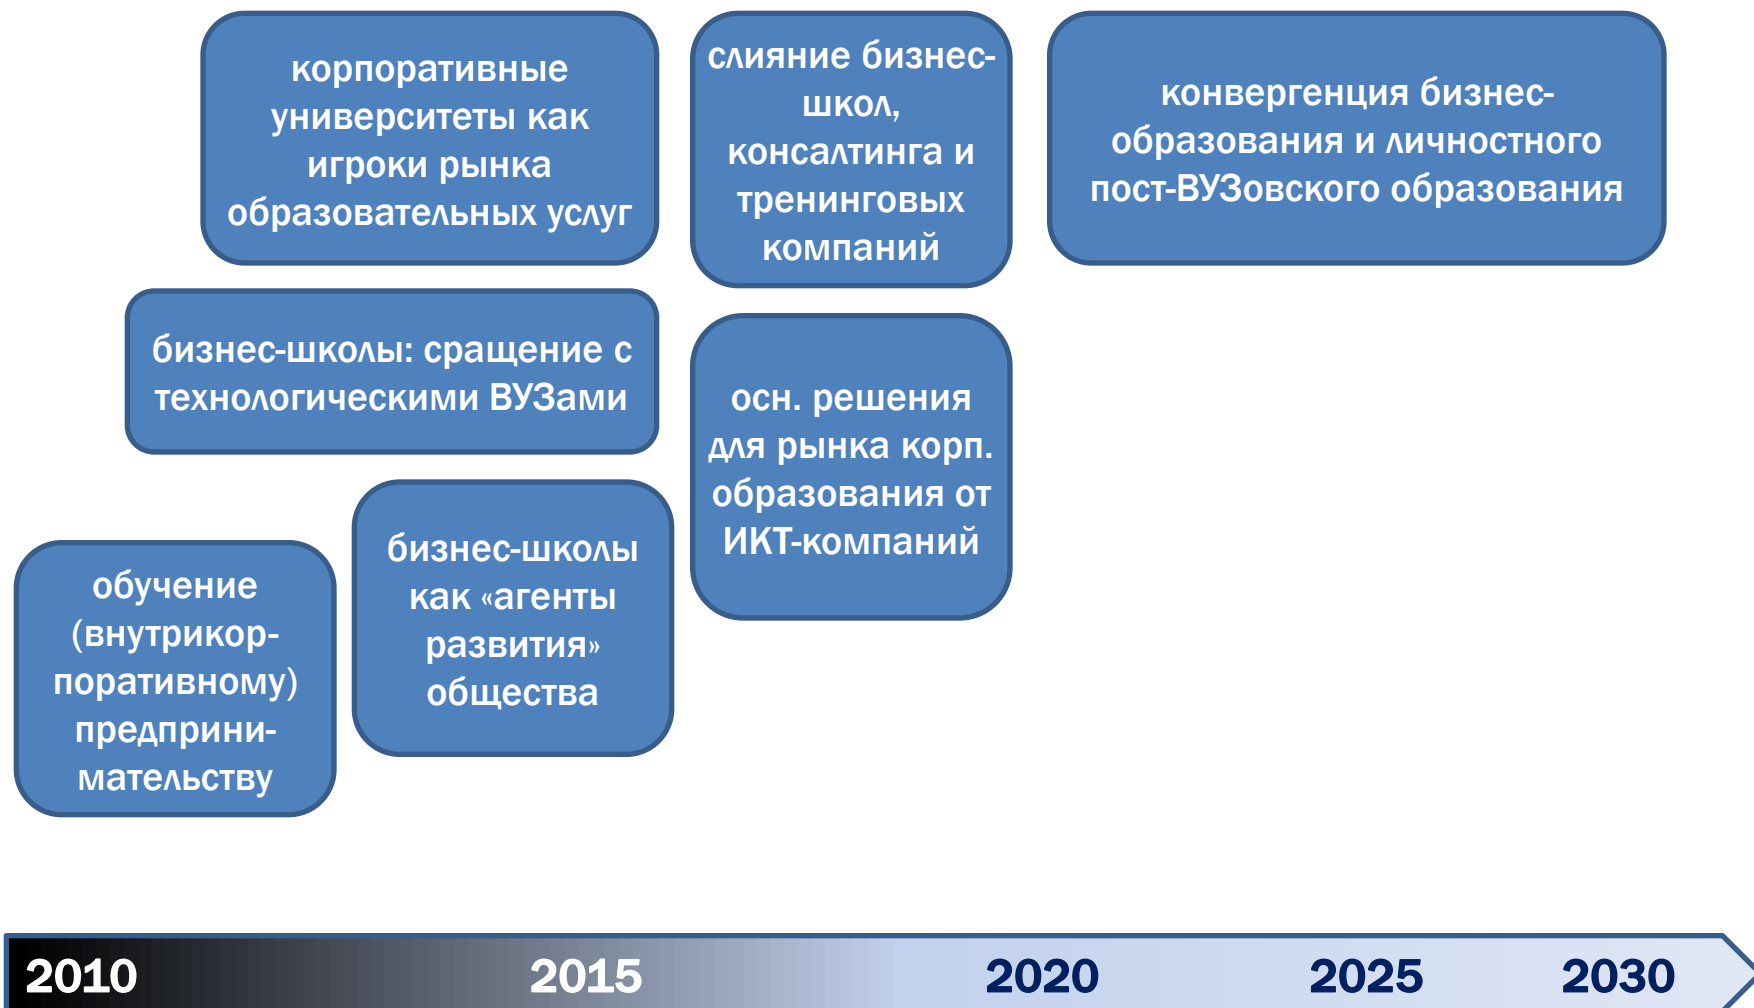 корпоративные
университеты как
игроки рынка
образовательных услуг
слияние бизнес-
школ,
консалтинга и
тренинговых
компаний
конвергенция бизнес-
образования и личностного
пост-ВУЗовского образования
бизнес-школы: сращение с
технологическими ВУЗами
осн. решения
для рынка корп.
образования от
ИКТ-компаний
бизнес-школы
как «агенты
развития»
общества
обучение
(внутрикор-
поративному)
предприни-
мательству
2010 2015 2020 2025 2030